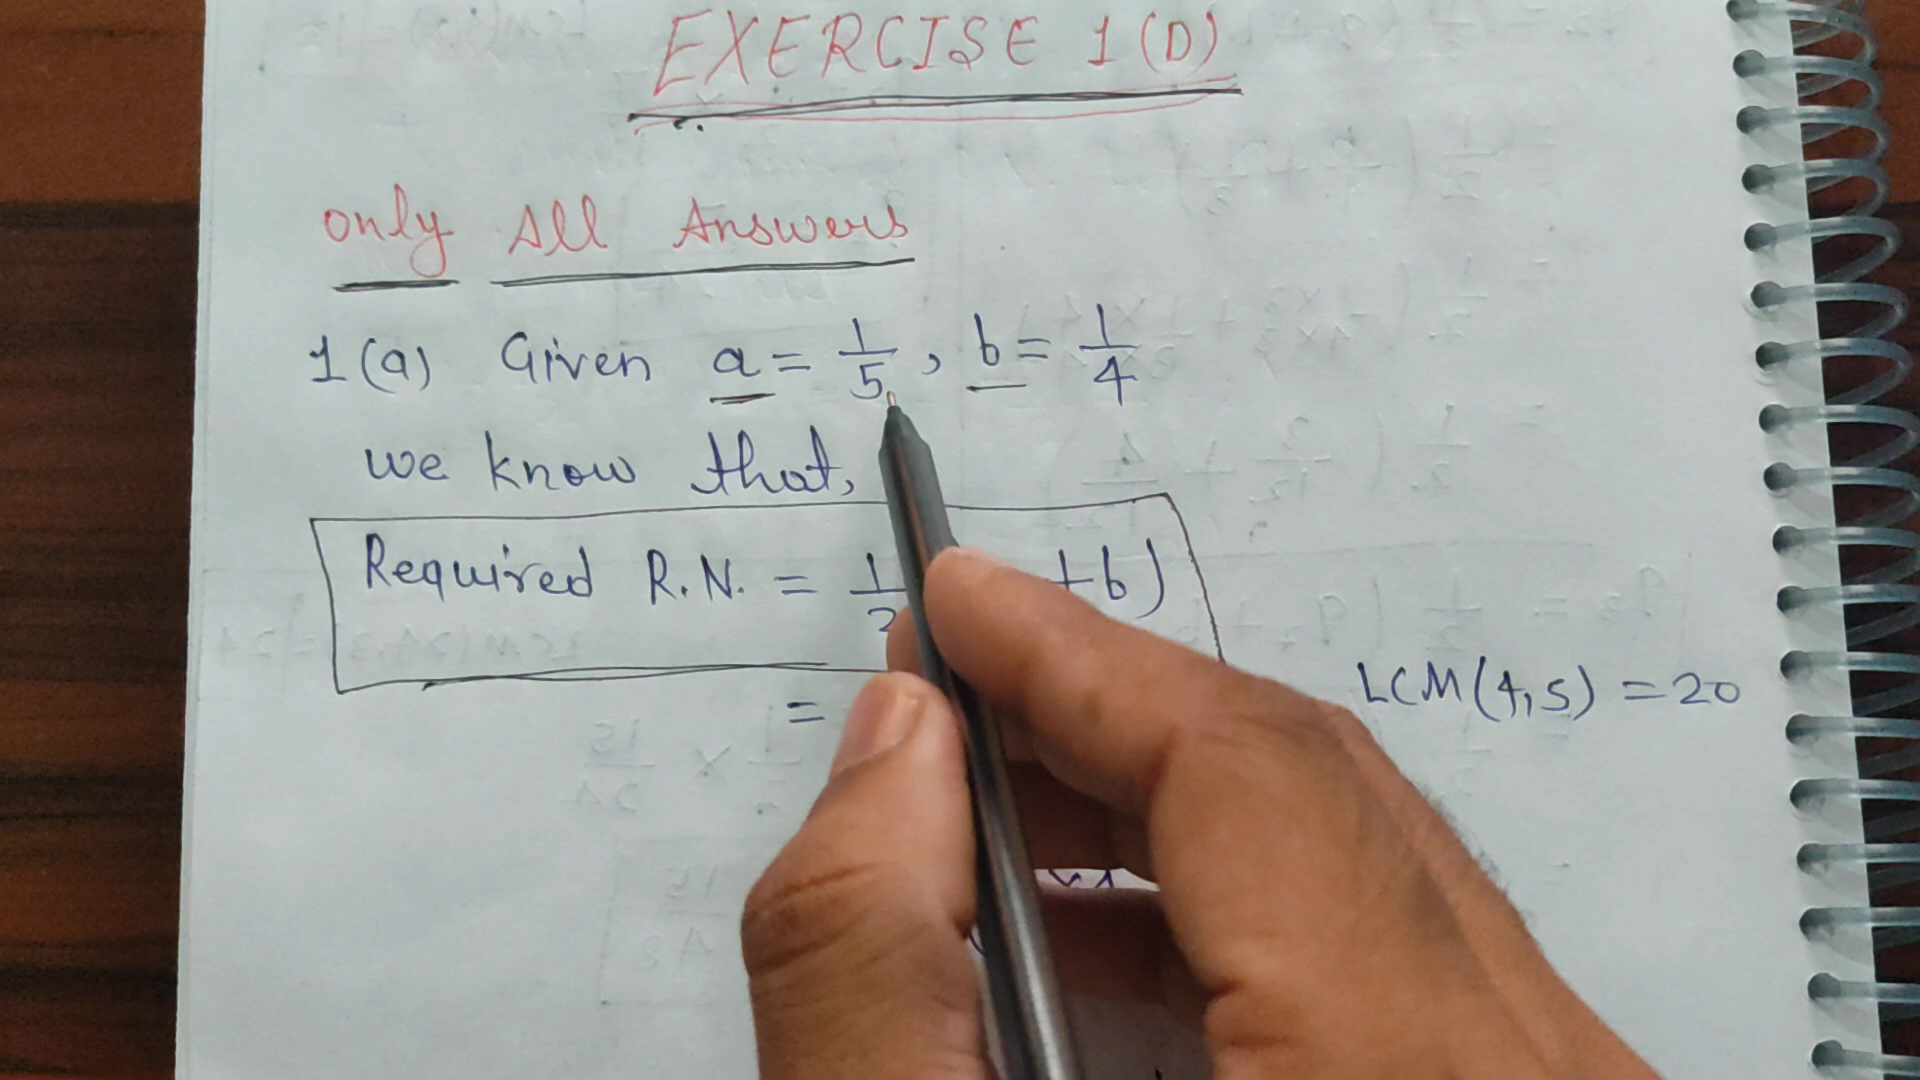 EXERCISE 1(D)
only All Answers
1(a) Given a = 1/5, b = 1/4
we know that,
Required R.N. = 1/2 +b)
=
LCM(4,5) = 20